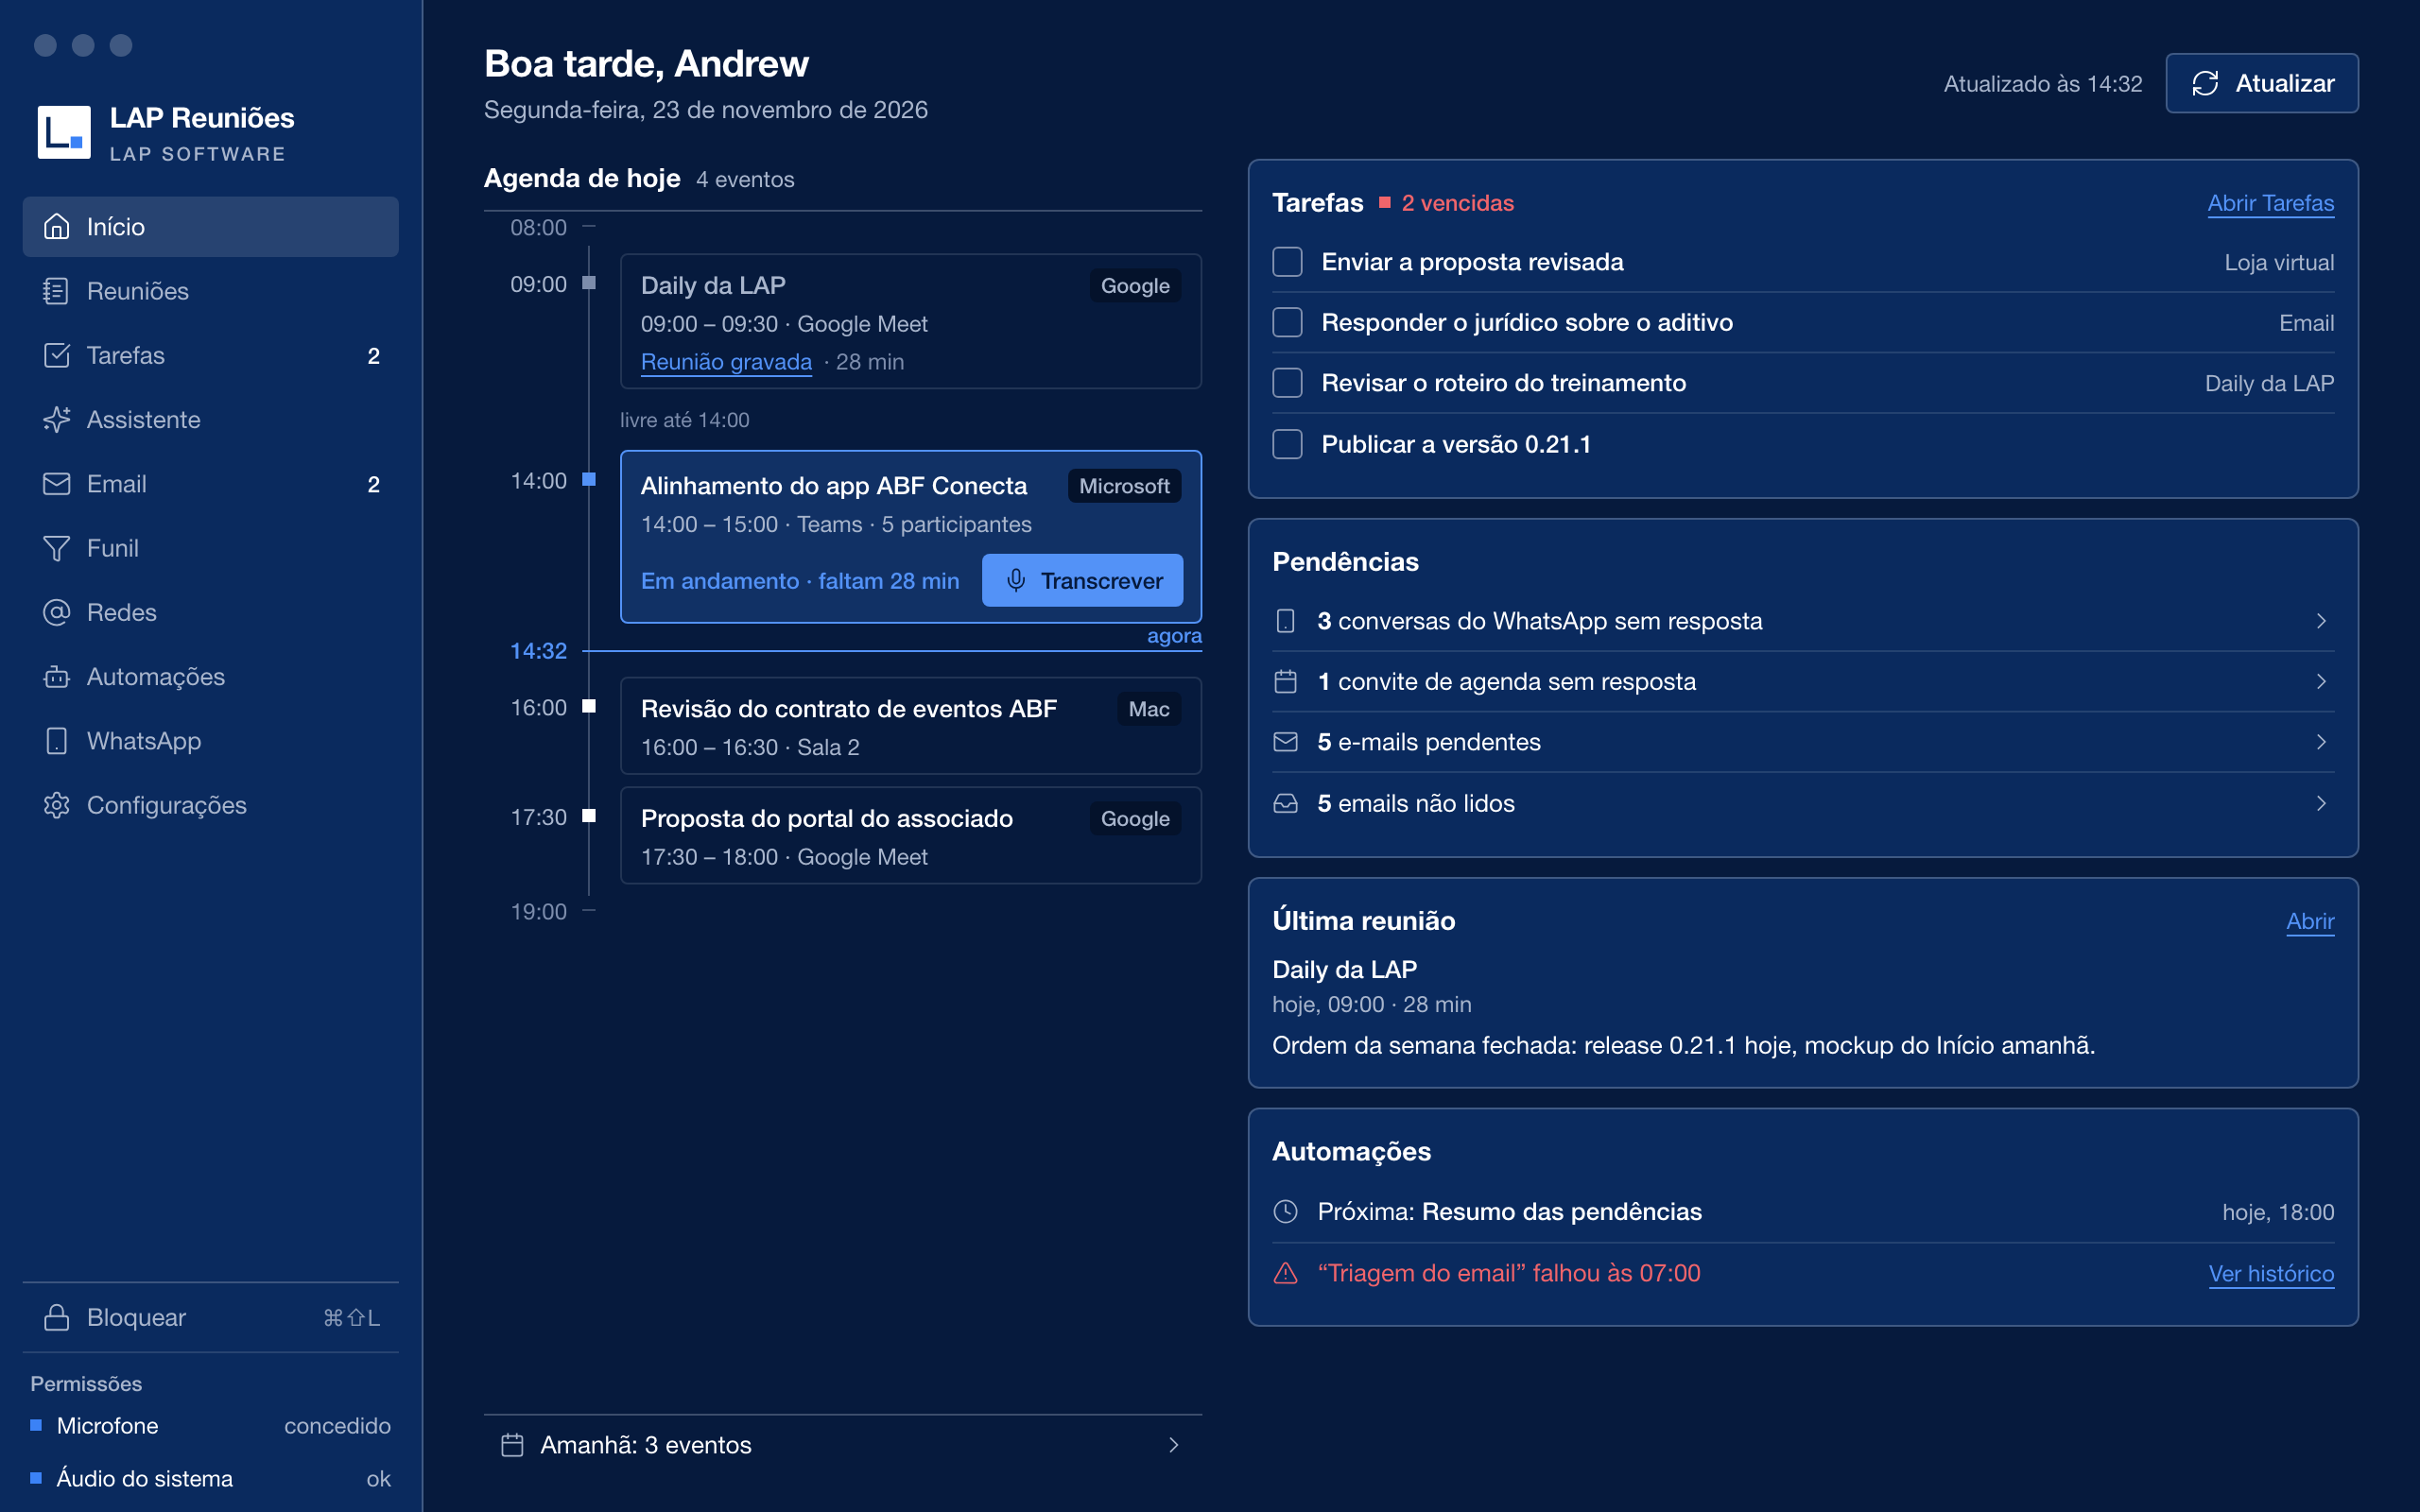 LAP Reuniões
LAP SOFTWARE
Início
Reuniões
Tarefas 2
Assistente
Email 2
Funil
Redes
Automações
WhatsApp
Configurações
Bloquear ⌘⇧L
Permissões
Microfone concedido
Áudio do sistema ok
Boa tarde, Andrew
Segunda-feira, 23 de novembro de 2026
Atualizado às 14:32
Atualizar
Agenda de hoje 4 eventos
08:00
09:00
Daily da LAP Google
09:00 – 09:30 · Google Meet
Reunião gravada · 28 min
livre até 14:00
14:00
Alinhamento do app ABF Conecta Microsoft
14:00 – 15:00 · Teams · 5 participantes
Em andamento · faltam 28 min Transcrever
agora
14:32
16:00
Revisão do contrato de eventos ABF Mac
16:00 – 16:30 · Sala 2
17:30
Proposta do portal do associado Google
17:30 – 18:00 · Google Meet
19:00
Amanhã: 3 eventos
Tarefas 2 vencidas Abrir Tarefas
Enviar a proposta revisada Loja virtual
Responder o jurídico sobre o aditivo Email
Revisar o roteiro do treinamento Daily da LAP
Publicar a versão 0.21.1
Pendências
3 conversas do WhatsApp sem resposta
1 convite de agenda sem resposta
5 e-mails pendentes
5 emails não lidos
Última reunião Abrir
Daily da LAP
hoje, 09:00 · 28 min
Ordem da semana fechada: release 0.21.1 hoje, mockup do Início amanhã.
Automações
Próxima: Resumo das pendências hoje, 18:00
“Triagem do email” falhou às 07:00 Ver histórico